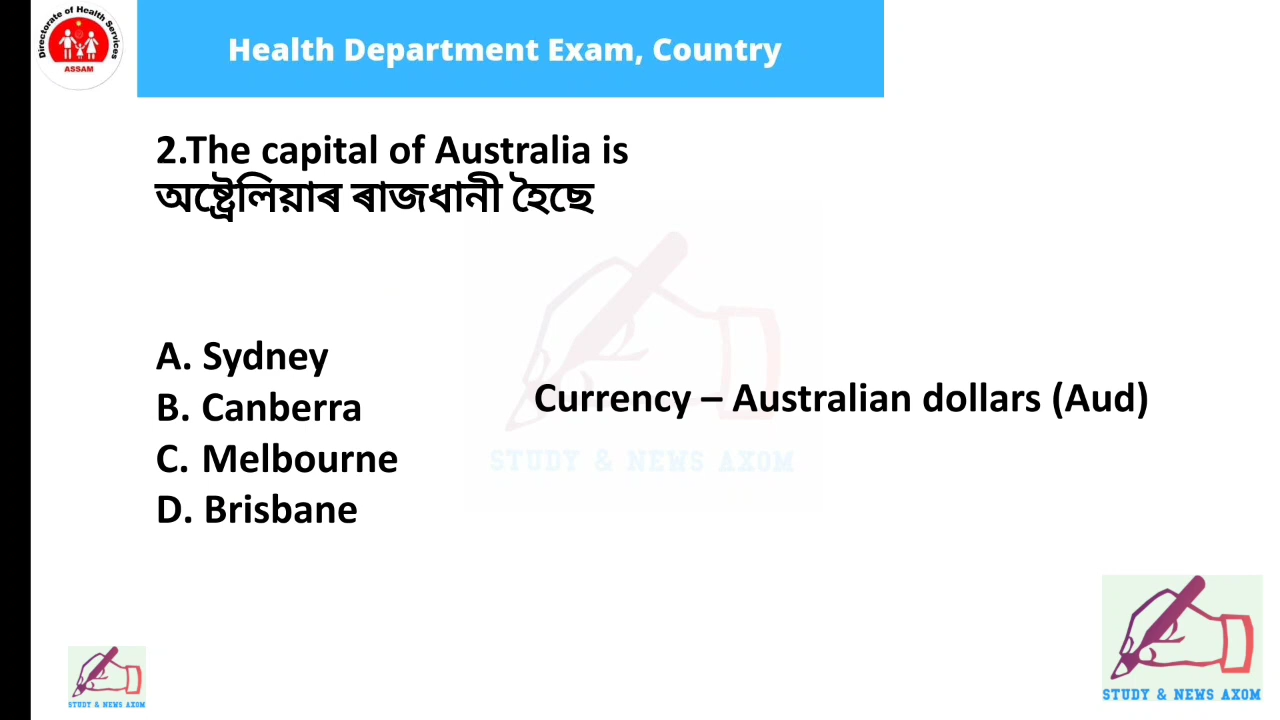 Directorate of Health Services
ASSAM
Health Department Exam, Country
2.The capital of Australia is
অষ্ট্ৰেলিয়াৰ ৰাজধানী হৈছে
A. Sydney
B. Canberra
C. Melbourne
D. Brisbane
Currency – Australian dollars (Aud)
STUDY & NEWS AXOM
STUDY & NEWS AXOM
STUDY & NEWS AXOM